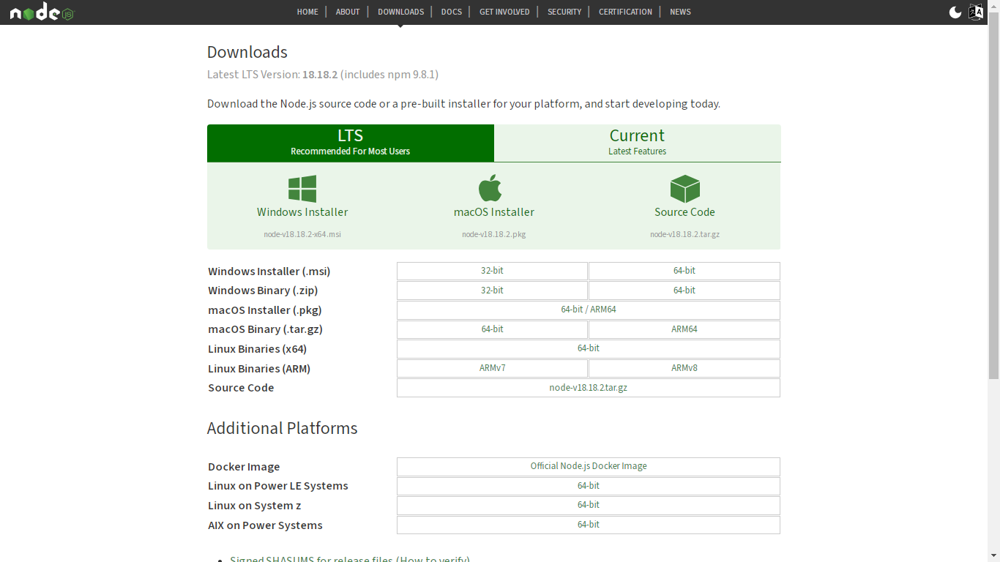 node JS
HOME | ABOUT | DOWNLOADS | DOCS | GET INVOLVED | SECURITY | CERTIFICATION | NEWS
Downloads
Latest LTS Version: 18.18.2 (includes npm 9.8.1)
Download the Node.js source code or a pre-built installer for your platform, and start developing today.
LTS
Recommended For Most Users
Current
Latest Features
Windows Installer
node-v18.18.2-x64.msi
macOS Installer
node-v18.18.2.pkg
Source Code
node-v18.18.2.tar.gz
Windows Installer (.msi) 32-bit 64-bit
Windows Binary (.zip) 32-bit 64-bit
macOS Installer (.pkg) 64-bit / ARM64
macOS Binary (.tar.gz) 64-bit ARM64
Linux Binaries (x64) 64-bit
Linux Binaries (ARM) ARMv7 ARMv8
Source Code node-v18.18.2.tar.gz
Additional Platforms
Docker Image Official Node.js Docker Image
Linux on Power LE Systems 64-bit
Linux on System z 64-bit
AIX on Power Systems 64-bit
• Signed SHASUMS for release files (How to verify)